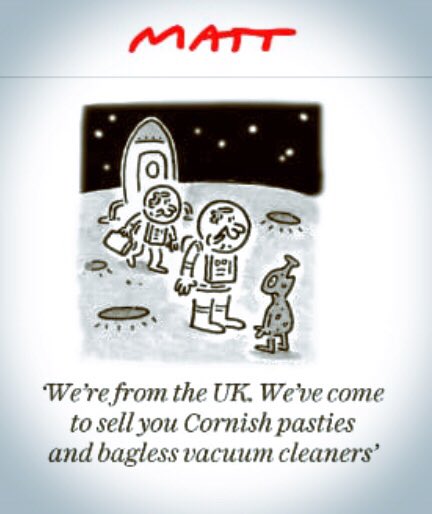 MATT
'We're from the UK. We've come
to sell you Cornish pasties
and bagless vacuum cleaners'